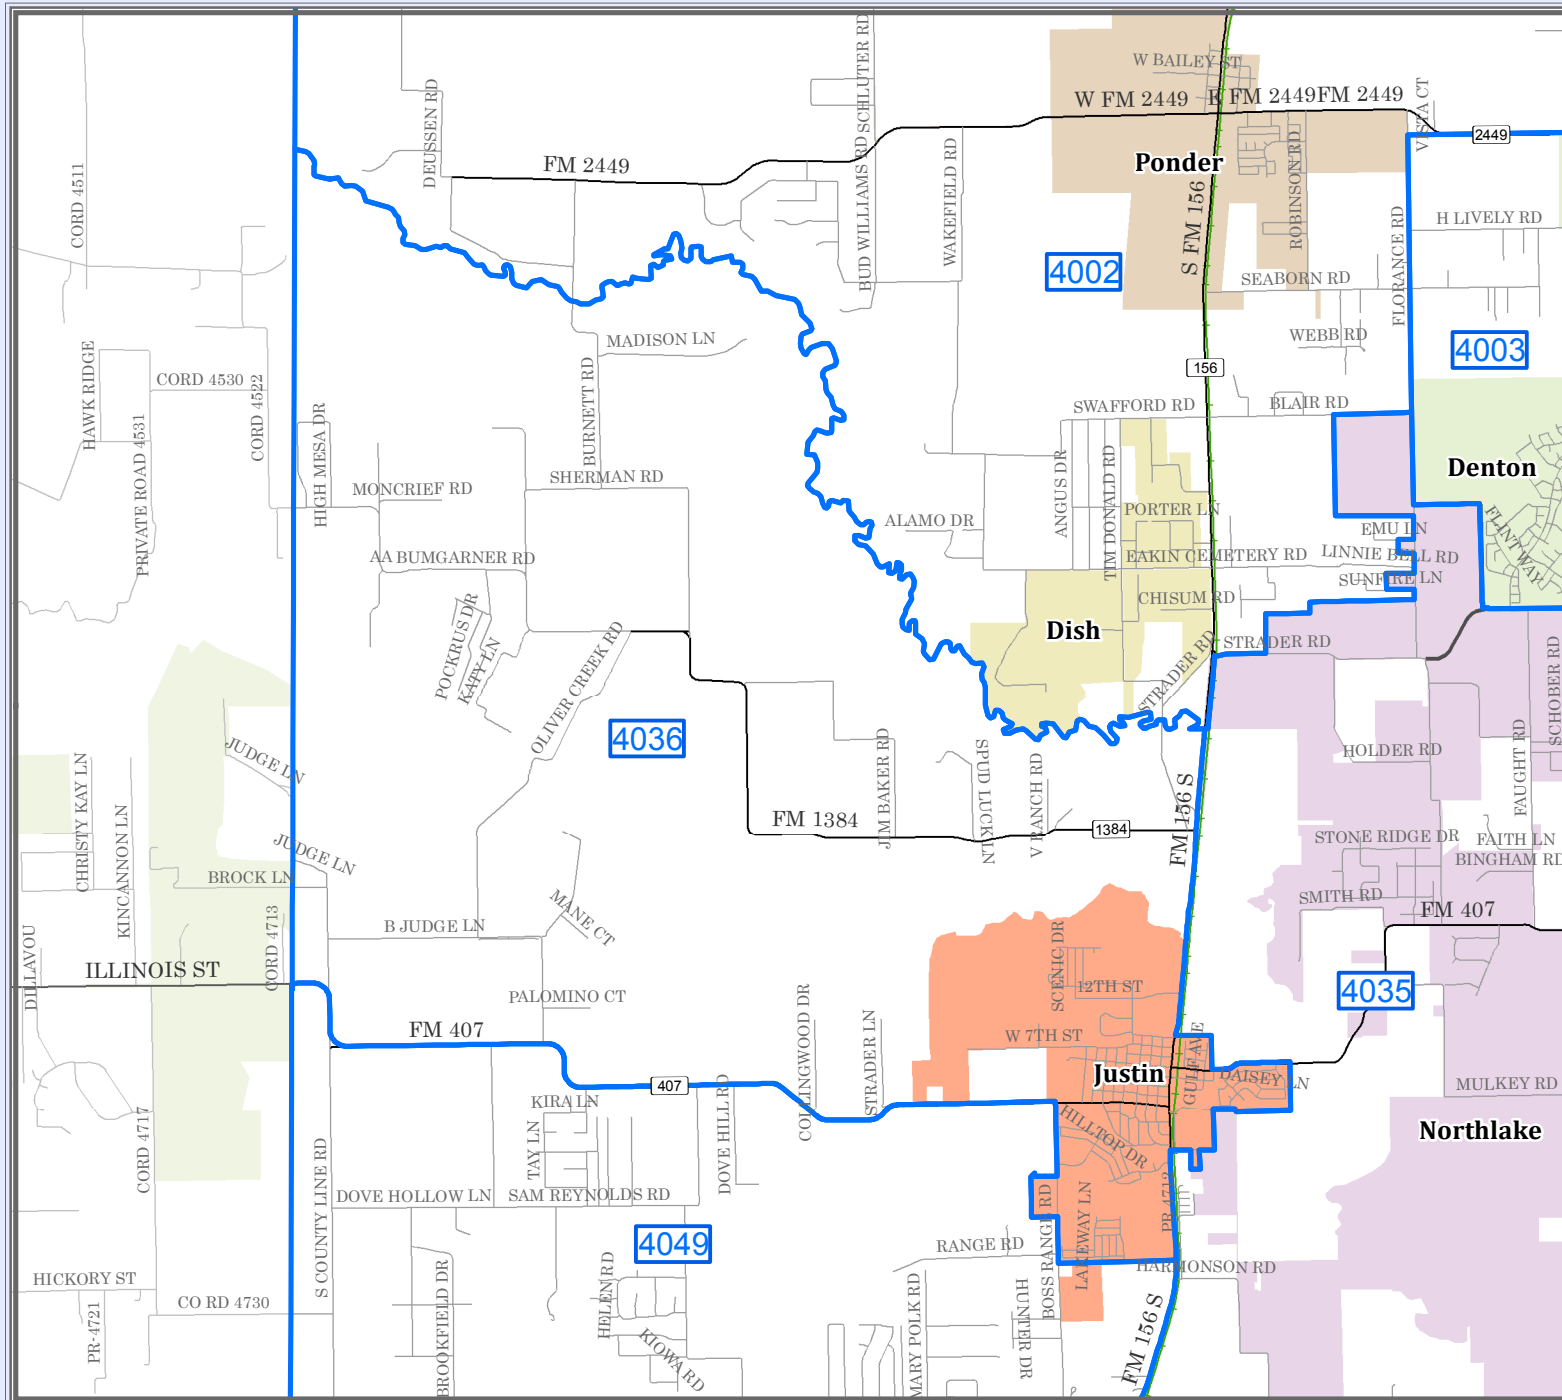 W BAILEY ST
W FM 2449
E FM 2449
FM 2449
VISTA CT
2449
DEUSSEN RD
BUD WILLIAMS RD
SCHLUTER RD
FM 2449
WAKEFIELD RD
Ponder
ROBINSON RD
CORD 4511
S FM 156
FLORANCE RD
H LIVELY RD
4002
SEABORN RD
WEBB RD
4003
MADISON LN
HAWK RIDGE
CORD 4530
CORD 4522
BURNETT RD
156
SWAFFORD RD
BLAIR RD
PRIVATE ROAD 4531
HIGH MESA DR
MONCRIEF RD
SHERMAN RD
ANGUS DR
TIM DONALD RD
Denton
PORTER LN
ALAMO DR
EMU LN
FLINT WAY
AA BUMGARNER RD
EAKIN CEMETERY RD
LINNIE BELL RD
SUNFIRE LN
CHISUM RD
POCKRUS DR
KATY LN
OLIVER CREEK RD
Dish
STRADER RD
STRADER RD
SCHOBER RD
4036
JUDGE LN
HOLDER RD
FAUGHT RD
CHRISTY KAY LN
KINCANNON LN
JIM BAKER RD
SPUD LUCK LN
V RANCH RD
FM 156 S
FM 1384
1384
STONE RIDGE DR
FAITH LN
BINGHAM RD
JUDGE LN
BROCK LN
SMITH RD
FM 407
CORD 4713
B JUDGE LN
MANE CT
SCENIC DR
DILLAVOU
ILLINOIS ST
PALOMINO CT
12TH ST
4035
FM 407
COLLINGWOOD DR
STRADER LN
W 7TH ST
GULF AVE
Justin
DAISEY LN
407
MULKEY RD
KIRA LN
TAY LN
DOVE HILL RD
HILLTOP DR
Northlake
CORD 4717
S COUNTY LINE RD
DOVE HOLLOW LN
SAM REYNOLDS RD
BOSS RANGE RD
LAKEWAY LN
PR 4712
4049
RANGE RD
HARMONSON RD
HICKORY ST
CO RD 4730
PR-4721
BROOKFIELD DR
HELEN RD
KIOWA RD
MARY POLK RD
HUNTER DR
FM 156 S